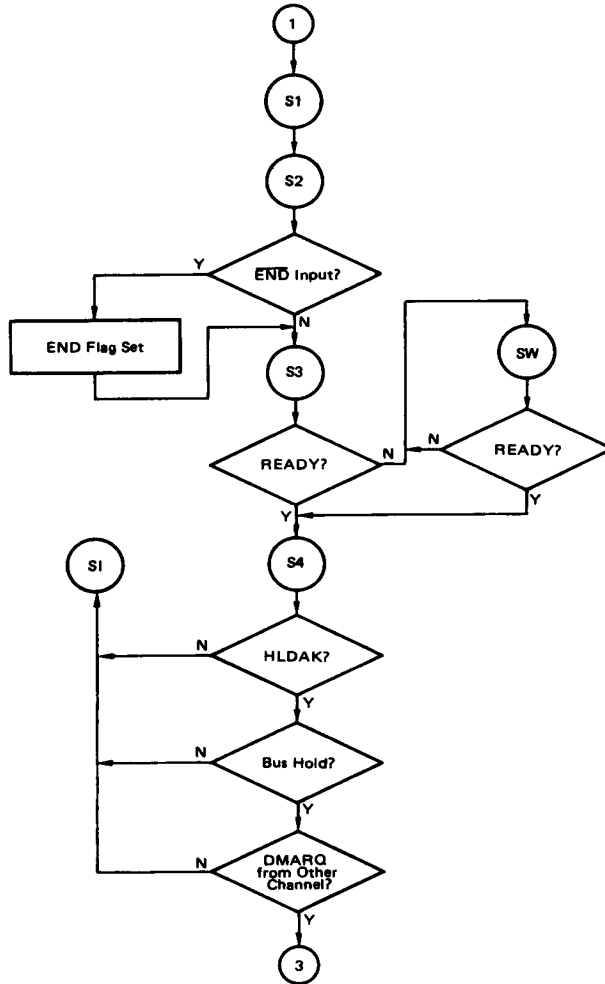 1
S1
S2
Y
END Input?
N
END Flag Set
S3
SW
READY?
N
N
READY?
Y
Y
SI
S4
N
HLDAK?
Y
N
Bus Hold?
Y
N
DMARQ
from Other
Channel?
Y
3